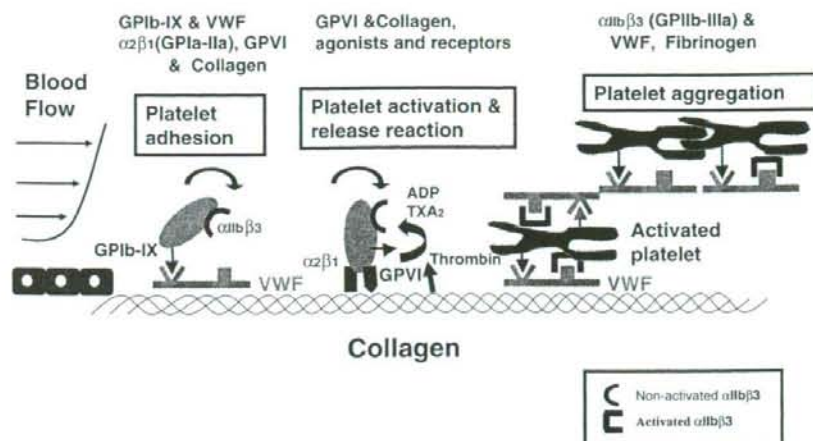 GPIb-IX & VWF
α2β1(GPIa-IIa), GPVI
& Collagen
GPVI &Collagen,
agonists and receptors
αIIbβ3 (GPIIb-IIIa) &
VWF, Fibrinogen
Blood
Flow
Platelet
adhesion
Platelet activation &
release reaction
Platelet aggregation
αIIbβ3
GPIb-IX
VWF
ADP
TXA2
α2β1
GPVI
Thrombin
Activated
platelet
VWF
Collagen
Non-activated αIIbβ3
Activated αIIbβ3